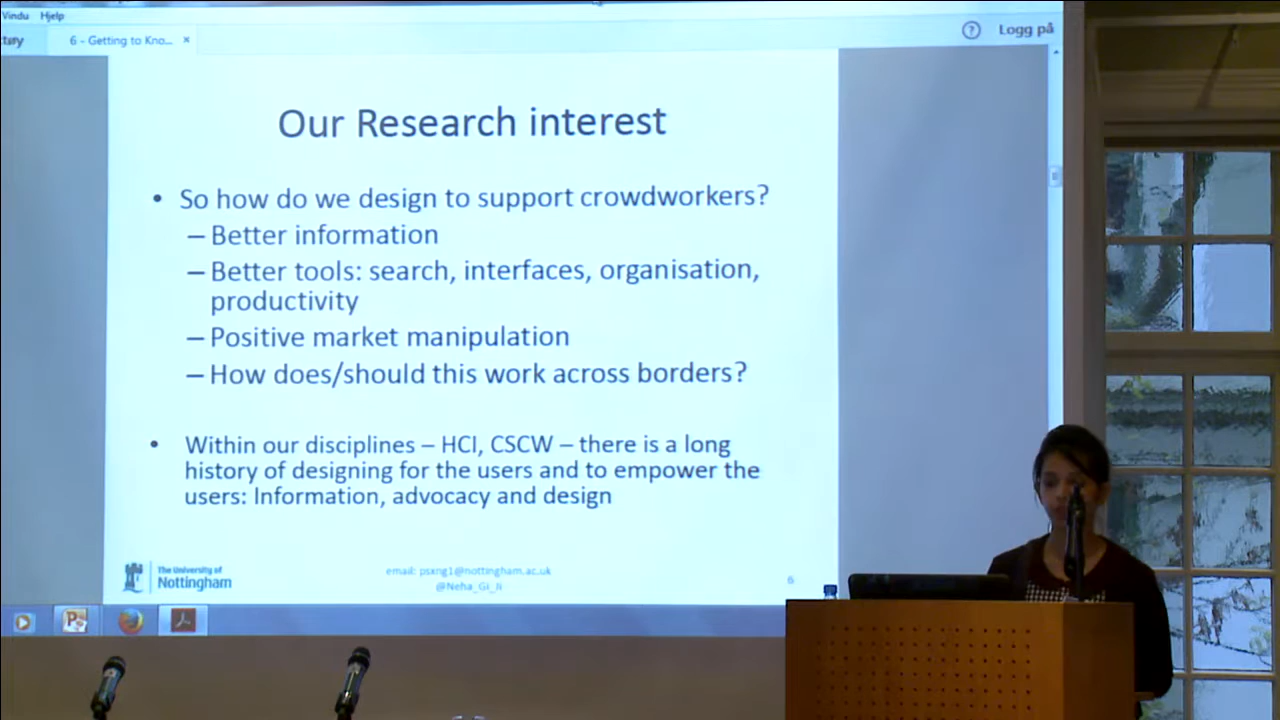 Vindu Hjelp
6 - Getting to Kno... ×
? Logg på
Our Research interest
• So how do we design to support crowdworkers?
– Better information
– Better tools: search, interfaces, organisation,
productivity
– Positive market manipulation
– How does/should this work across borders?
• Within our disciplines – HCI, CSCW – there is a long
history of designing for the users and to empower the
users: Information, advocacy and design
The University of
Nottingham
email: psxng1@nottingham.ac.uk
@Neha_Gi_Ji
6